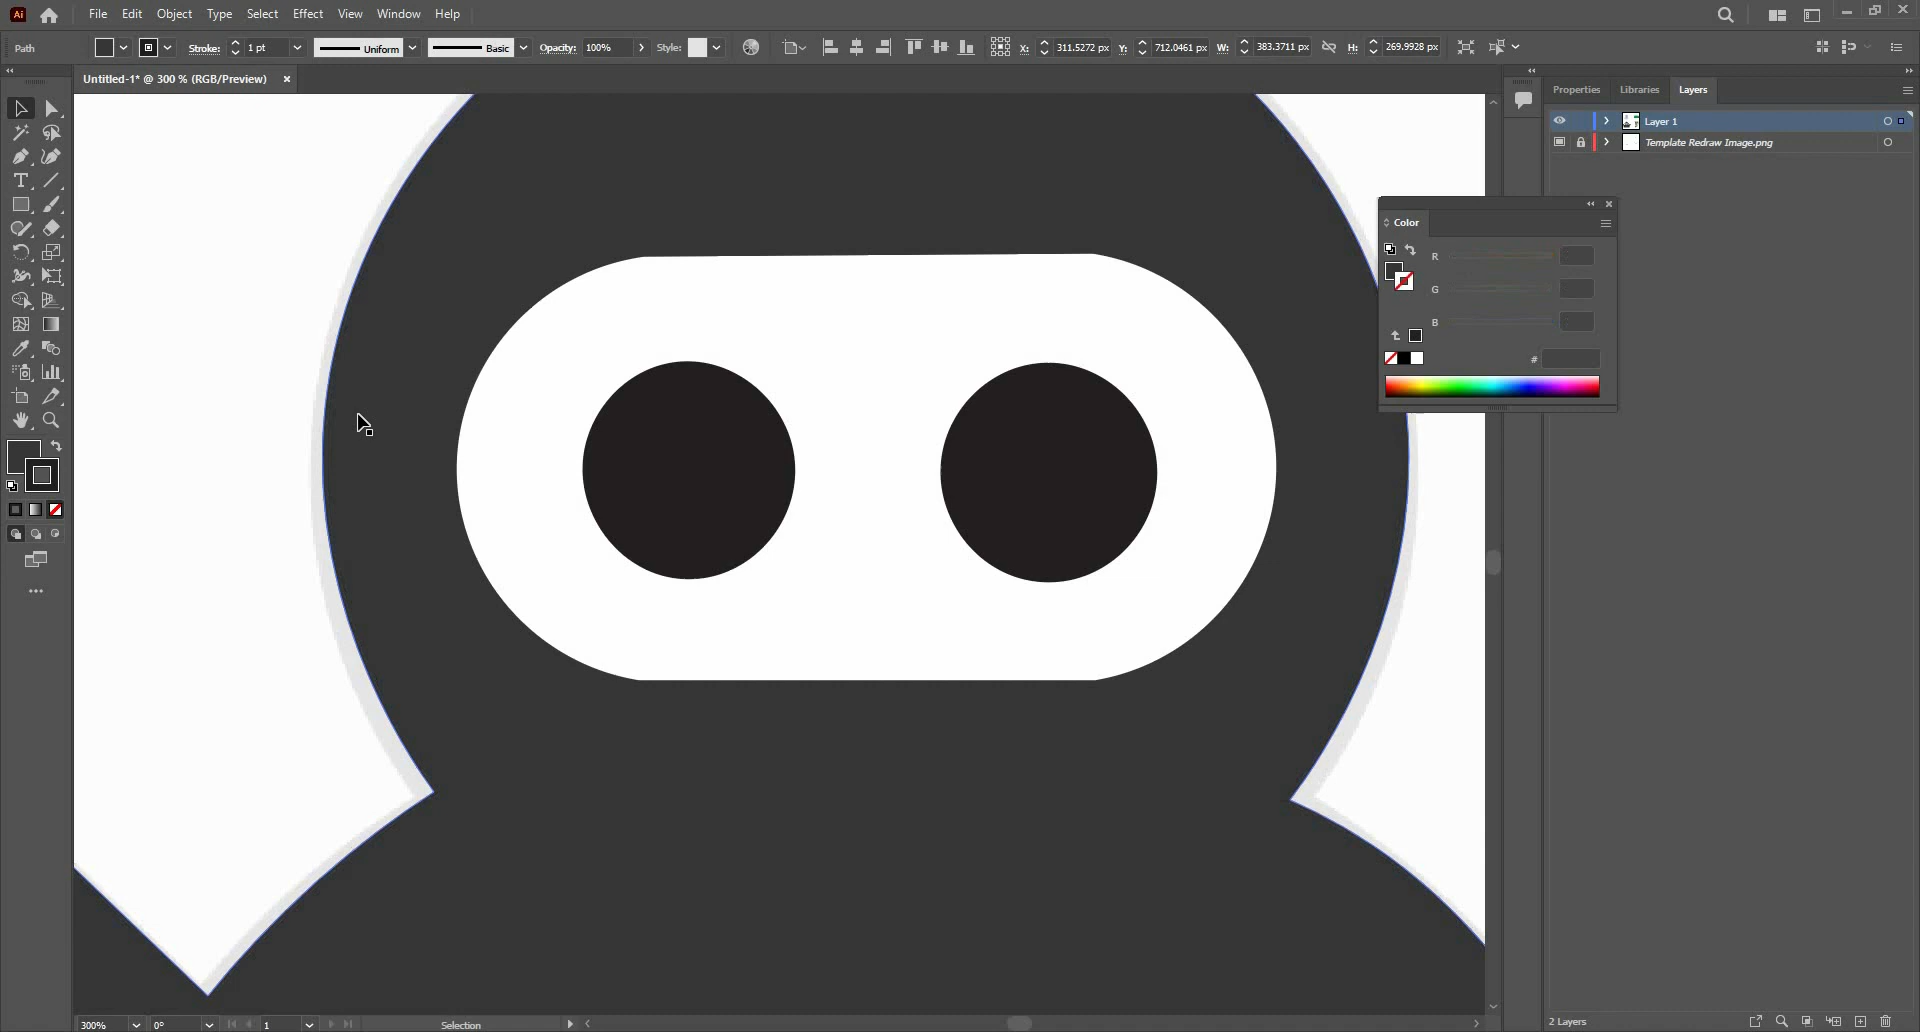 Ai File Edit Object Type Select Effect View Window Help
Path Stroke: 1 pt Uniform Basic Opacity: 100% Style: X: 311.5272 px Y: 712.0461 px W: 383.3711 px H: 269.9928 px
Untitled-1* @ 300 % (RGB/Preview)
Properties Libraries Layers
Layer 1
Template Redraw Image.png
Color
R
G
B
#
300% 0° 1 Selection
2 Layers